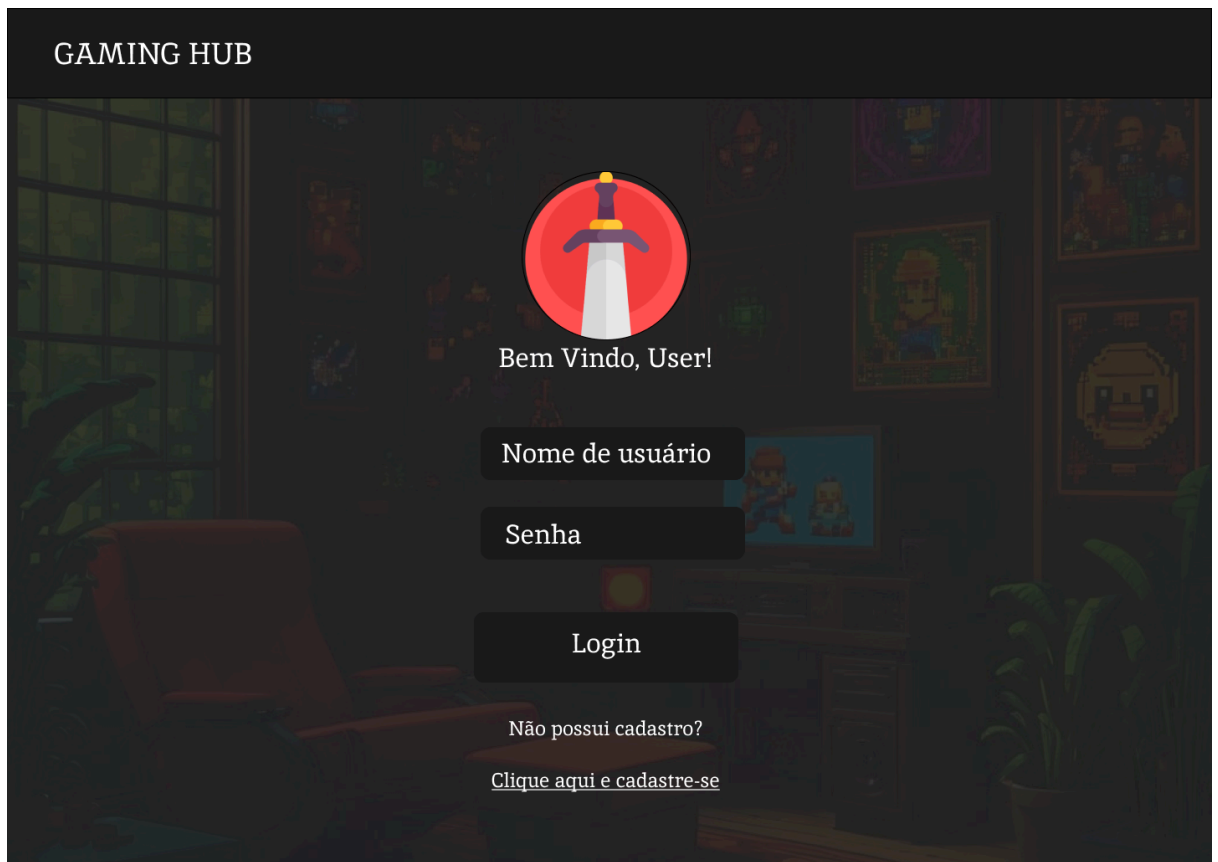 GAMING HUB
Bem Vindo, User!
Nome de usuário
Senha
Login
Não possui cadastro?
Clique aqui e cadastre-se